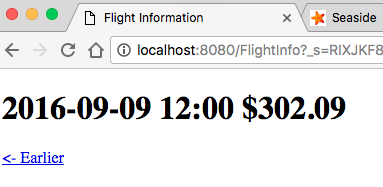 Flight Information
Seaside
localhost:8080/FlightInfo?_s=RIXJKF8
2016-09-09 12:00 $302.09
<- Earlier